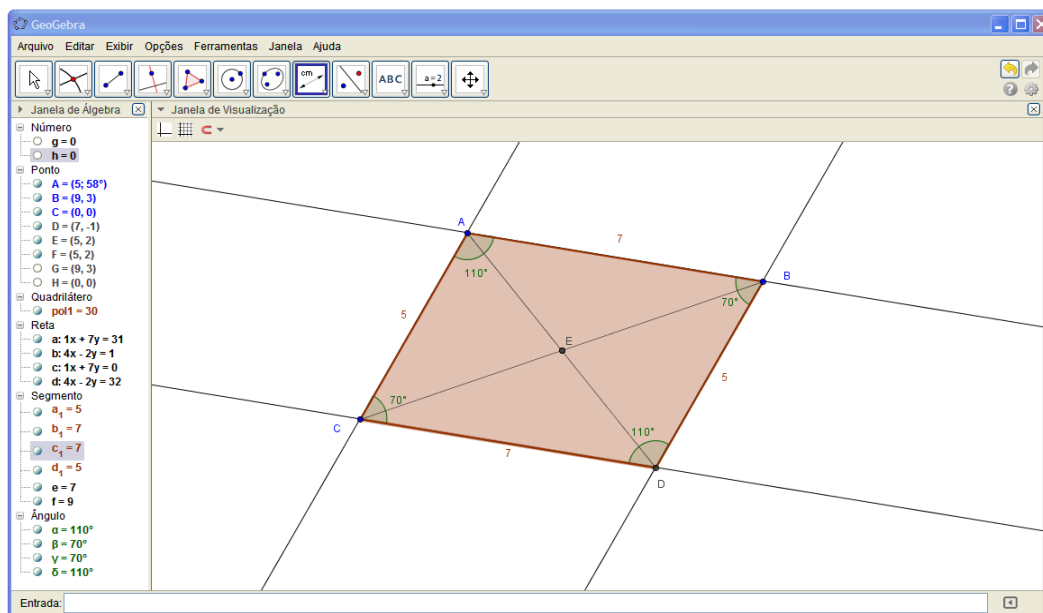 GeoGebra
Arquivo Editar Exibir Opções Ferramentas Janela Ajuda
cm
ABC
a=2
Janela de Álgebra
Janela de Visualização
Número
g = 0
h = 0
Ponto
A = (5; 58°)
B = (9, 3)
C = (0, 0)
D = (7, -1)
E = (5, 2)
F = (5, 2)
G = (9, 3)
H = (0, 0)
Quadrilátero
pol1 = 30
Reta
a: 1x + 7y = 31
b: 4x - 2y = 1
c: 1x + 7y = 0
d: 4x - 2y = 32
Segmento
a₁ = 5
b₁ = 7
c₁ = 7
d₁ = 5
e = 7
f = 9
Ângulo
α = 110°
β = 70°
γ = 70°
δ = 110°
A
7
B
110°
70°
5
E
5
70°
C
110°
7
D
Entrada: